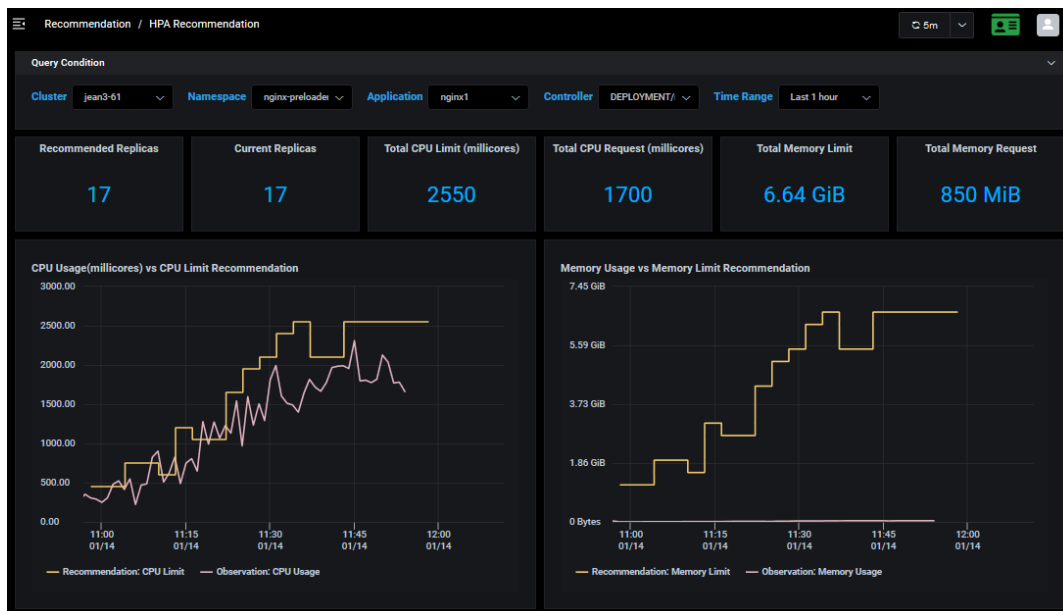 Recommendation / HPA Recommendation
5m
Query Condition
Cluster jean3-61 Namespace nginx-preloader Application nginx1 Controller DEPLOYMENT/ Time Range Last 1 hour
Recommended Replicas
17
Current Replicas
17
Total CPU Limit (millicores)
2550
Total CPU Request (millicores)
1700
Total Memory Limit
6.64 GiB
Total Memory Request
850 MiB
CPU Usage(millicores) vs CPU Limit Recommendation
3000.00
2500.00
2000.00
1500.00
1000.00
500.00
0.00
11:00 11:15 11:30 11:45 12:00
01/14 01/14 01/14 01/14 01/14
Recommendation: CPU Limit Observation: CPU Usage
Memory Usage vs Memory Limit Recommendation
7.45 GiB
5.59 GiB
3.73 GiB
1.86 GiB
0 Bytes
11:00 11:15 11:30 11:45 12:00
01/14 01/14 01/14 01/14 01/14
Recommendation: Memory Limit Observation: Memory Usage